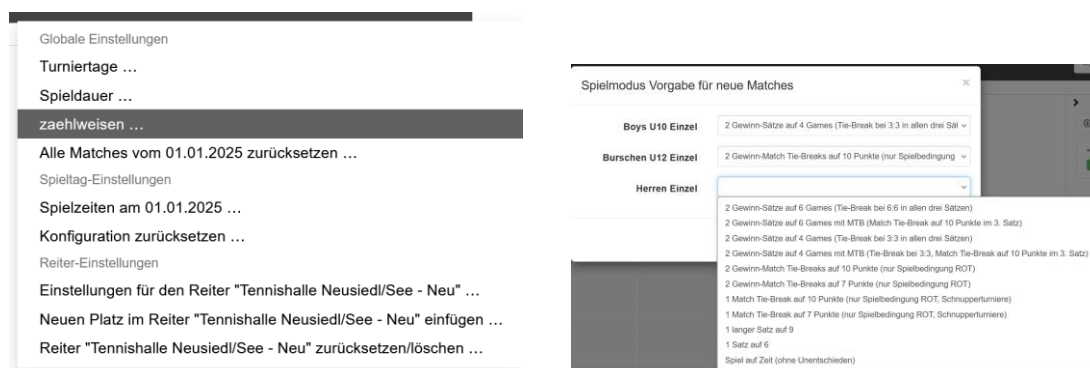 Globale Einstellungen
Turniertage …
Spieldauer …
zaehlweisen …
Alle Matches vom 01.01.2025 zurücksetzen …
Spieltag-Einstellungen
Spielzeiten am 01.01.2025 …
Konfiguration zurücksetzen …
Reiter-Einstellungen
Einstellungen für den Reiter "Tennishalle Neusiedl/See - Neu" …
Neuen Platz im Reiter "Tennishalle Neusiedl/See - Neu" einfügen …
Reiter "Tennishalle Neusiedl/See - Neu" zurücksetzen/löschen …
Spielmodus Vorgabe für neue Matches ×
Boys U10 Einzel 2 Gewinn-Sätze auf 4 Games (Tie-Break bei 3:3 in allen drei Sät
Burschen U12 Einzel 2 Gewinn-Match Tie-Breaks auf 10 Punkte (nur Spielbedingung
Herren Einzel
2 Gewinn-Sätze auf 6 Games (Tie-Break bei 6:6 in allen drei Sätzen)
2 Gewinn-Sätze auf 6 Games mit MTB (Match Tie-Break auf 10 Punkte im 3. Satz)
2 Gewinn-Sätze auf 4 Games (Tie-Break bei 3:3 in allen drei Sätzen)
2 Gewinn-Sätze auf 4 Games mit MTB (Tie-Break bei 3:3, Match Tie-Break auf 10 Punkte im 3. Satz)
2 Gewinn-Match Tie-Breaks auf 10 Punkte (nur Spielbedingung ROT)
2 Gewinn-Match Tie-Breaks auf 7 Punkte (nur Spielbedingung ROT)
1 Match Tie-Break auf 10 Punkte (nur Spielbedingung ROT, Schnupperturniere)
1 Match Tie-Break auf 7 Punkte (nur Spielbedingung ROT, Schnupperturniere)
1 langer Satz auf 9
1 Satz auf 6
Spiel auf Zeit (ohne Unentschieden)